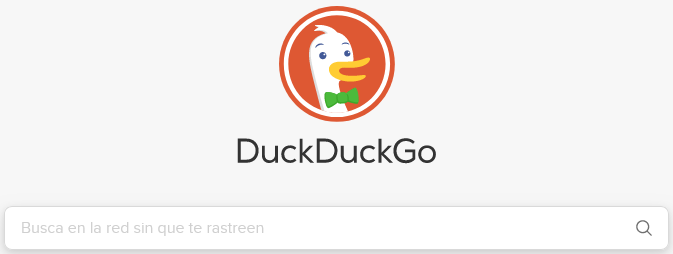 DuckDuckGo
Busca en la red sin que te rastreen